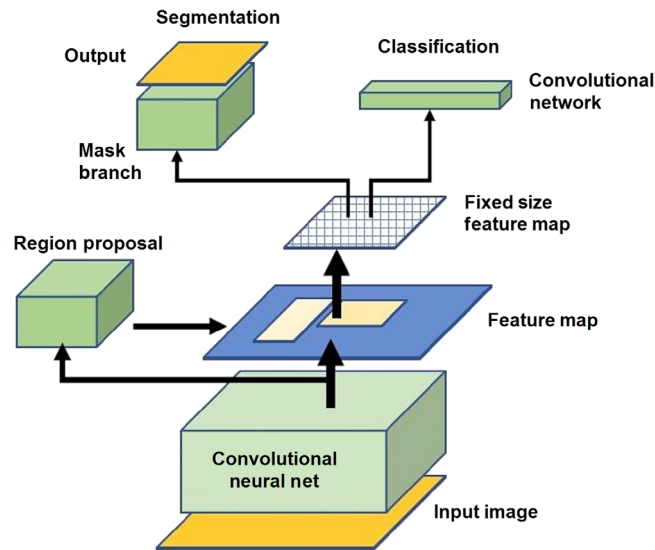 Segmentation
Output
Classification
Convolutional
network
Mask
branch
Fixed size
feature map
Region proposal
Feature map
Convolutional
neural net
Input image